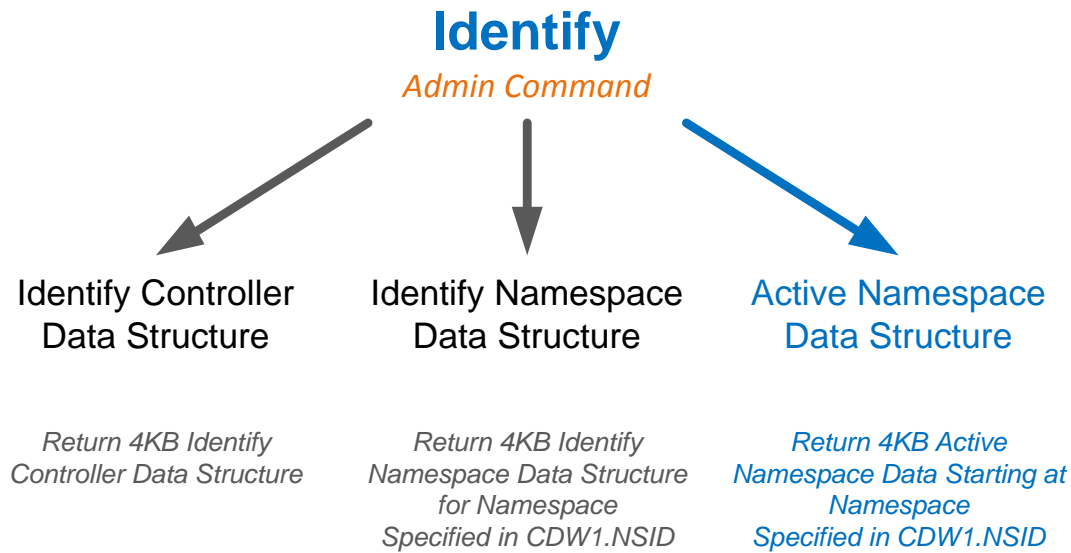 Identify
Admin Command
Identify Controller
Data Structure
Identify Namespace
Data Structure
Active Namespace
Data Structure
Return 4KB Identify
Controller Data Structure
Return 4KB Identify
Namespace Data Structure
for Namespace
Specified in CDW1.NSID
Return 4KB Active
Namespace Data Starting at
Namespace
Specified in CDW1.NSID